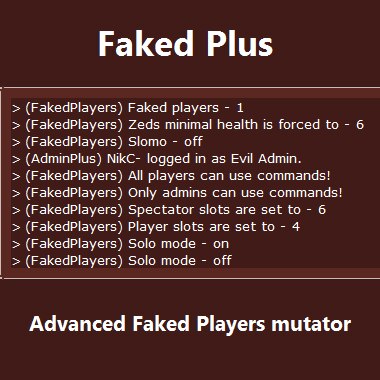 Faked Plus
> (FakedPlayers) Faked players - 1
> (FakedPlayers) Zeds minimal health is forced to - 6
> (FakedPlayers) Slomo - off
> (AdminPlus) NikC- logged in as Evil Admin.
> (FakedPlayers) All players can use commands!
> (FakedPlayers) Only admins can use commands!
> (FakedPlayers) Spectator slots are set to - 6
> (FakedPlayers) Player slots are set to - 4
> (FakedPlayers) Solo mode - on
> (FakedPlayers) Solo mode - off
Advanced Faked Players mutator